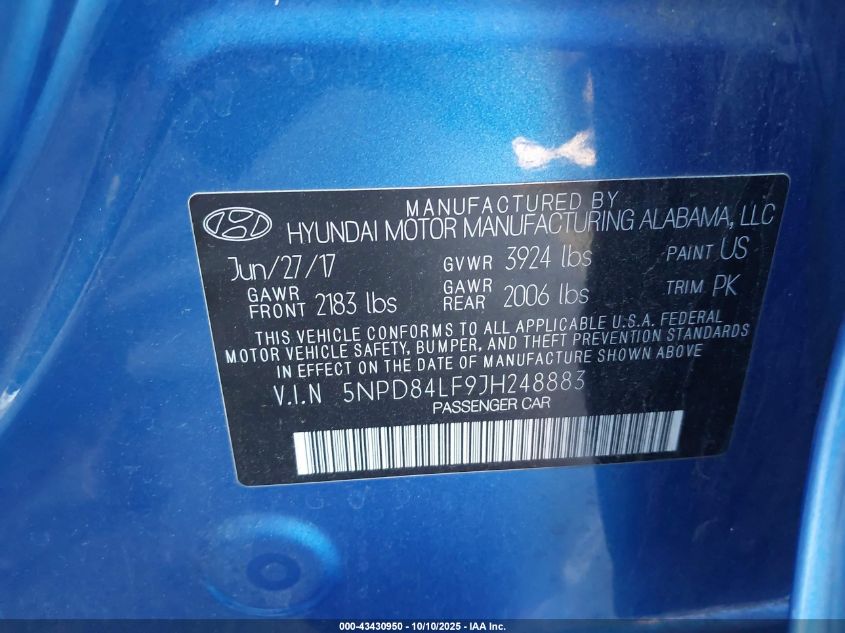 MANUFACTURED BY
HYUNDAI MOTOR MANUFACTURING ALABAMA, LLC
Jun/27/17 GVWR 3924 lbs PAINT US
GAWR FRONT 2183 lbs GAWR REAR 2006 lbs TRIM PK
THIS VEHICLE CONFORMS TO ALL APPLICABLE U.S.A. FEDERAL
MOTOR VEHICLE SAFETY, BUMPER, AND THEFT PREVENTION STANDARDS
IN EFFECT ON THE DATE OF MANUFACTURE SHOWN ABOVE
V.I.N 5NPD84LF9JH248883
PASSENGER CAR
000-43430950 - 10/10/2025 - IAA Inc.